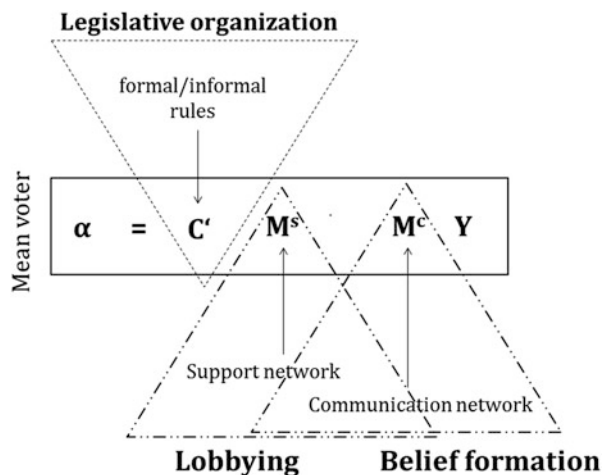 Legislative organization
formal/informal
rules
Mean voter
α = C‘ Mˢ . Mᶜ Y
Support network
Communication network
Lobbying Belief formation